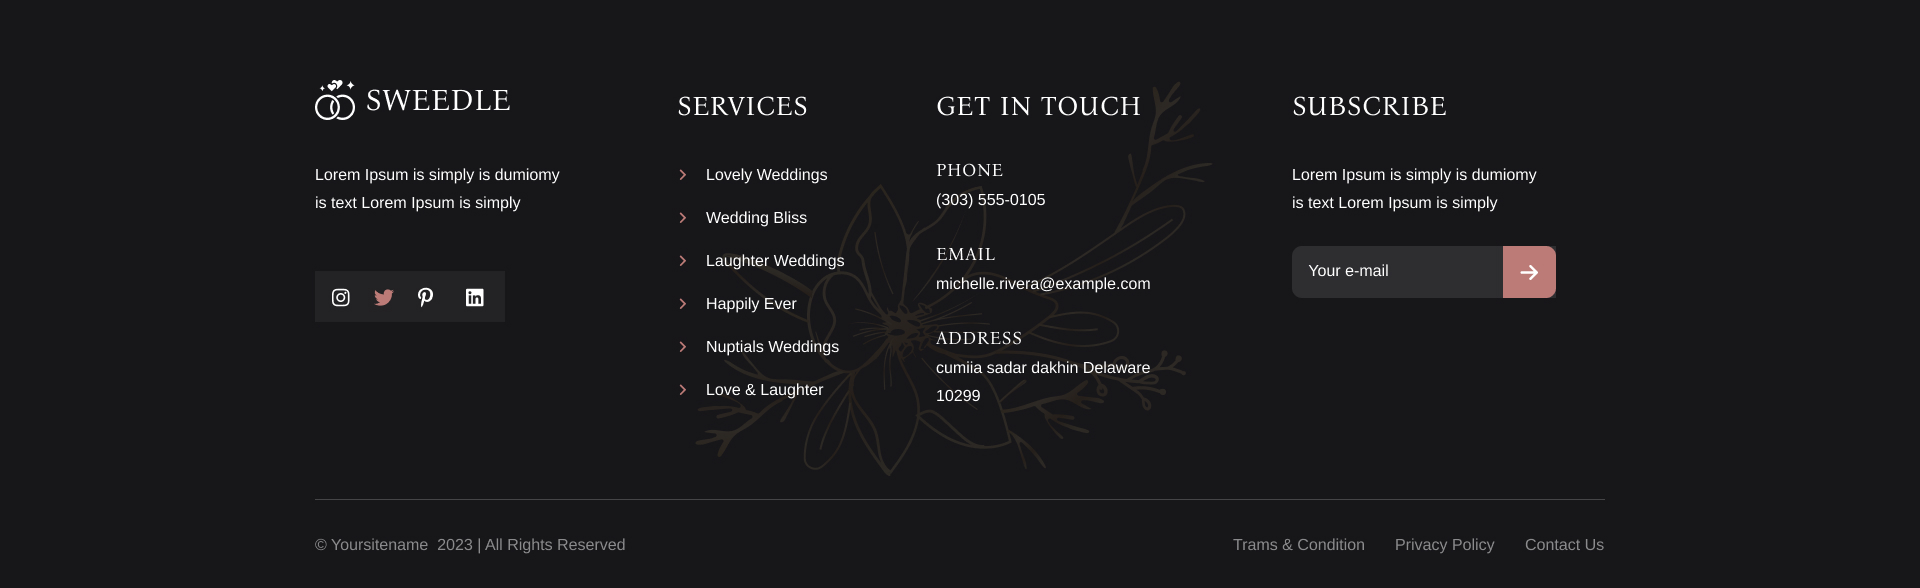 SWEEDLE
Lorem Ipsum is simply is dumiomy
is text Lorem Ipsum is simply
SERVICES
Lovely Weddings
Wedding Bliss
Laughter Weddings
Happily Ever
Nuptials Weddings
Love & Laughter
GET IN TOUCH
PHONE
(303) 555-0105
EMAIL
michelle.rivera@example.com
ADDRESS
cumiia sadar dakhin Delaware
10299
SUBSCRIBE
Lorem Ipsum is simply is dumiomy
is text Lorem Ipsum is simply
Your e-mail
© Yoursitename  2023 | All Rights Reserved
Trams & Condition
Privacy Policy
Contact Us